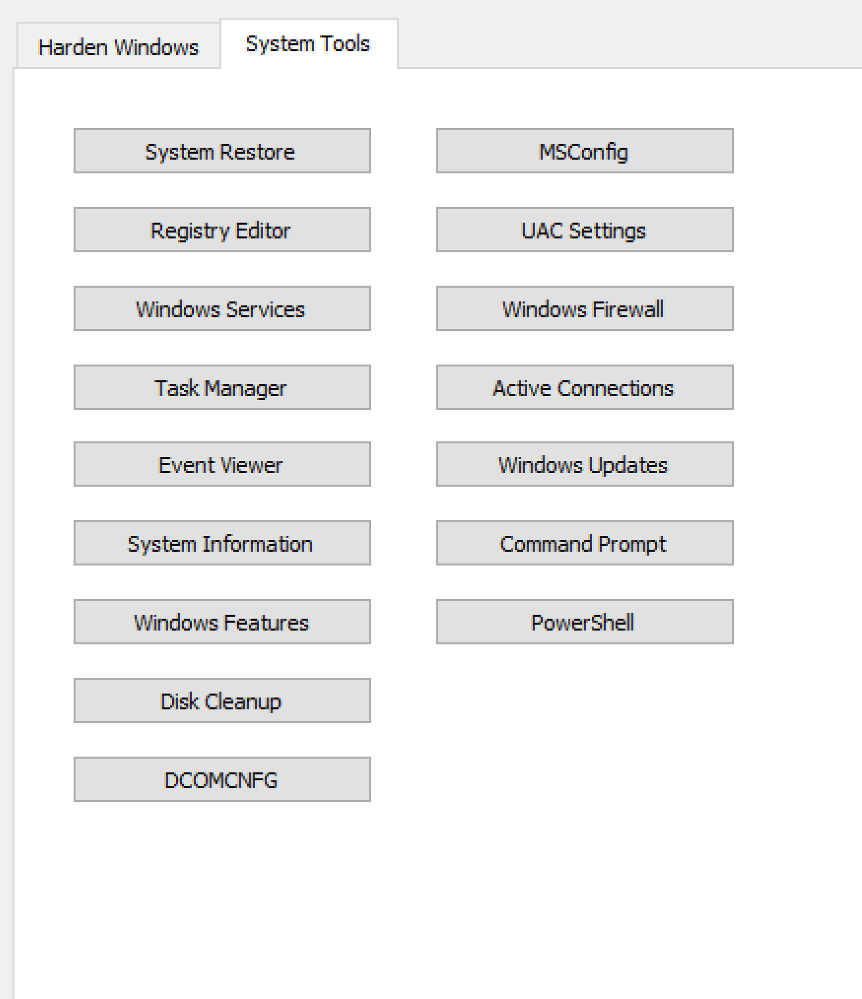 Harden Windows
System Tools
System Restore
MSConfig
Registry Editor
UAC Settings
Windows Services
Windows Firewall
Task Manager
Active Connections
Event Viewer
Windows Updates
System Information
Command Prompt
Windows Features
PowerShell
Disk Cleanup
DCOMCNFG